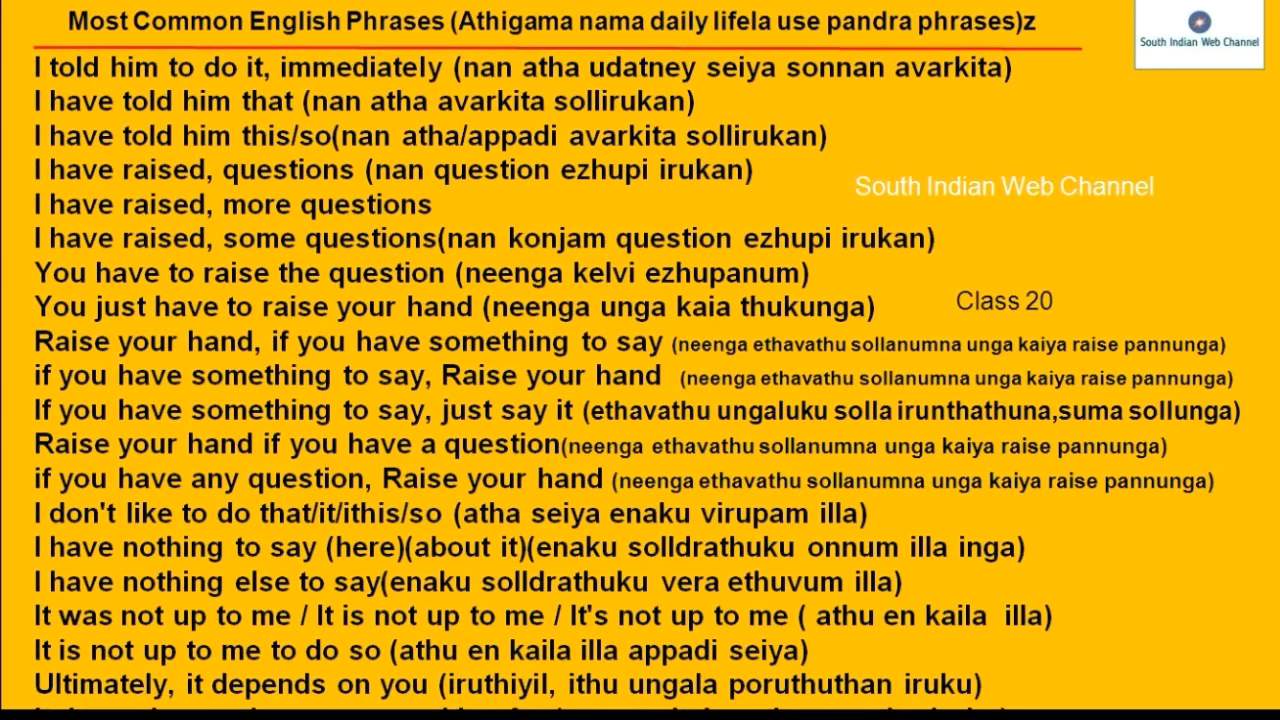 Most Common English Phrases (Athigama nama daily lifela use pandra phrases)z
South Indian Web Channel
I told him to do it, immediately (nan atha udatney seiya sonnan avarkita)
I have told him that (nan atha avarkita sollirukan)
I have told him this/so(nan atha/appadi avarkita sollirukan)
I have raised, questions (nan question ezhupi irukan)
South Indian Web Channel
I have raised, more questions
I have raised, some questions(nan konjam question ezhupi irukan)
You have to raise the question (neenga kelvi ezhupanum)
You just have to raise your hand (neenga unga kaia thukunga)
Class 20
Raise your hand, if you have something to say (neenga ethavathu sollanumna unga kaiya raise pannunga)
if you have something to say, Raise your hand (neenga ethavathu sollanumna unga kaiya raise pannunga)
If you have something to say, just say it (ethavathu ungaluku solla irunthathuna,suma sollunga)
Raise your hand if you have a question(neenga ethavathu sollanumna unga kaiya raise pannunga)
if you have any question, Raise your hand (neenga ethavathu sollanumna unga kaiya raise pannunga)
I don't like to do that/it/ithis/so (atha seiya enaku virupam illa)
I have nothing to say (here)(about it)(enaku solldrathuku onnum illa inga)
I have nothing else to say(enaku solldrathuku vera ethuvum illa)
It was not up to me / It is not up to me / It's not up to me ( athu en kaila illa)
It is not up to me to do so (athu en kaila illa appadi seiya)
Ultimately, it depends on you (iruthiyil, ithu ungala poruthuthan iruku)